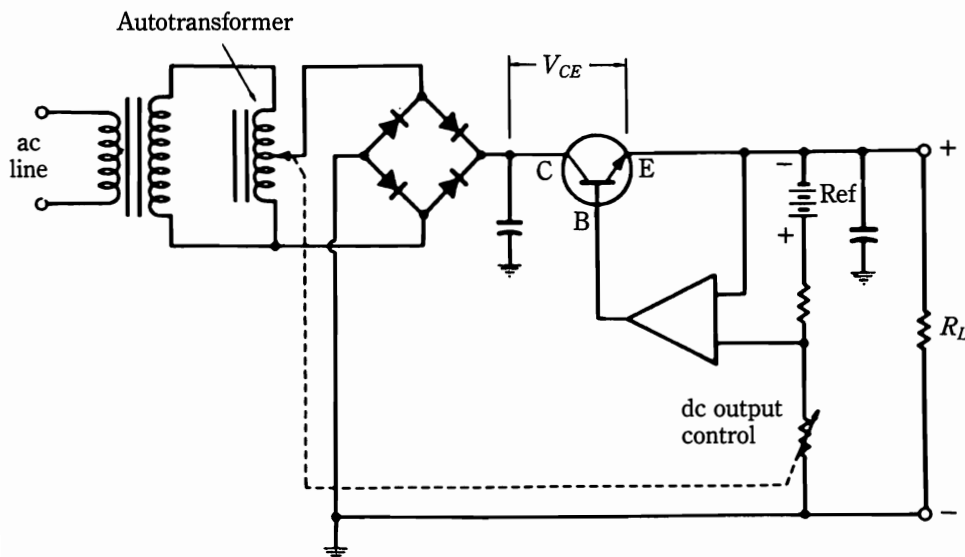 Autotransformer
ac
line
V_CE
C
E
B
−
Ref
+
+
R_L
dc output
control
−